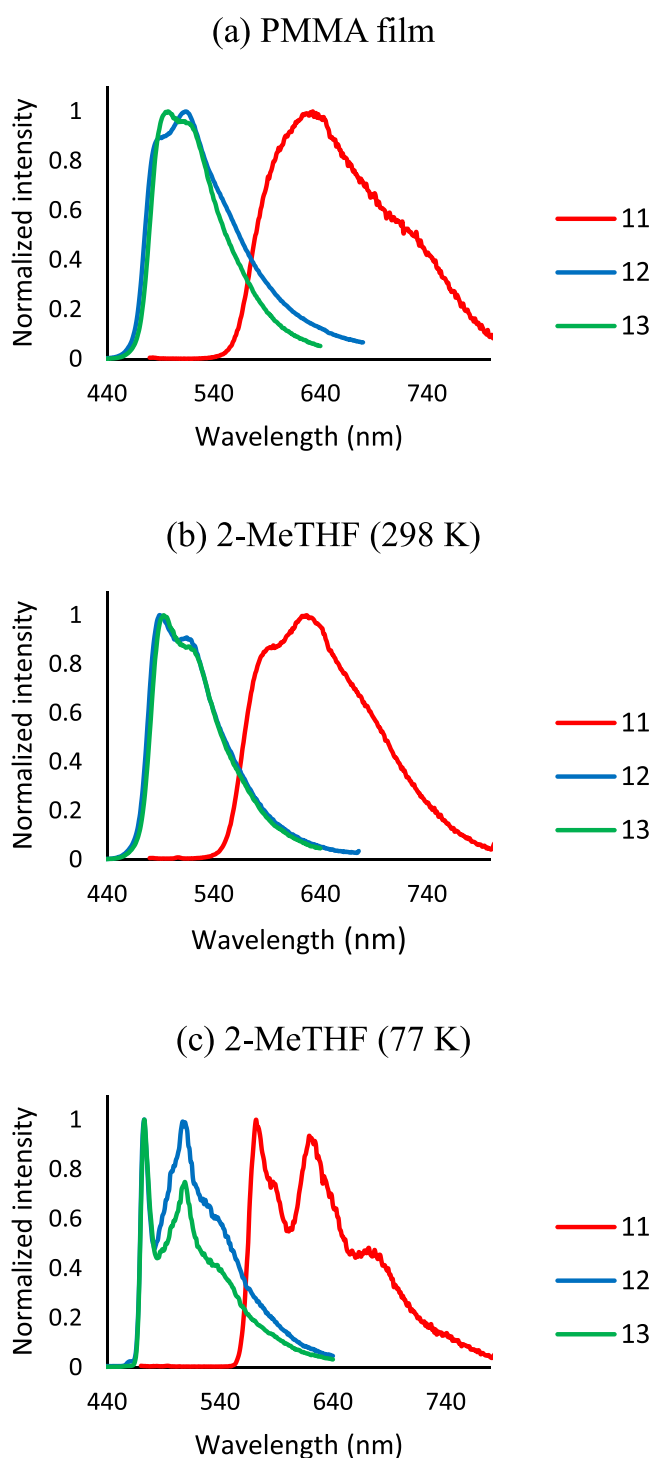 (a) PMMA film
Normalized intensity
1
0.8
0.6
0.4
0.2
0
440 540 640 740
Wavelength (nm)
11
12
13
(b) 2-MeTHF (298 K)
Normalized intensity
1
0.8
0.6
0.4
0.2
0
440 540 640 740
Wavelength (nm)
11
12
13
(c) 2-MeTHF (77 K)
Normalized intensity
1
0.8
0.6
0.4
0.2
0
440 540 640 740
Wavelength (nm)
11
12
13